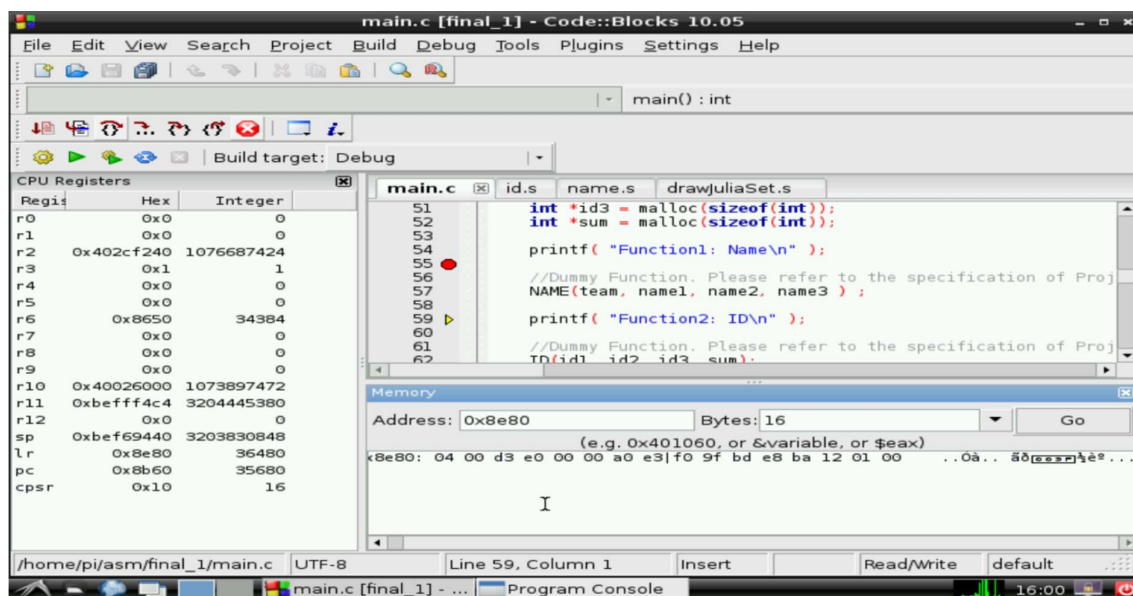 main.c [final_1] - Code::Blocks 10.05
File Edit View Search Project Build Debug Tools Plugins Settings Help
main() : int
Build target: Debug
CPU Registers
Regis Hex Integer
r0 0x0 0
r1 0x0 0
r2 0x402cf240 1076687424
r3 0x1 1
r4 0x0 0
r5 0x0 0
r6 0x8650 34384
r7 0x0 0
r8 0x0 0
r9 0x0 0
r10 0x40026000 1073897472
r11 0xbefff4c4 3204445380
r12 0x0 0
sp 0xbef69440 3203830848
lr 0x8e80 36480
pc 0x8b60 35680
cpsr 0x10 16
main.c id.s name.s drawJuliaSet.s
51 int *id3 = malloc(sizeof(int));
52 int *sum = malloc(sizeof(int));
53
54 printf( "Function1: Name\n" );
55
56 //Dummy Function. Please refer to the specification of Proj
57 NAME(team, name1, name2, name3 ) ;
58
59 printf( "Function2: ID\n" );
60
61 //Dummy Function. Please refer to the specification of Proj
62 ID(id1, id2, id3, sum);
Memory
Address: 0x8e80 Bytes: 16 Go
(e.g. 0x401060, or &variable, or $eax)
x8e80: 04 00 d3 e0 00 00 a0 e3|f0 9f bd e8 ba 12 01 00
/home/pi/asm/final_1/main.c UTF-8 Line 59, Column 1 Insert Read/Write default
main.c [final_1] - ... Program Console 16:00